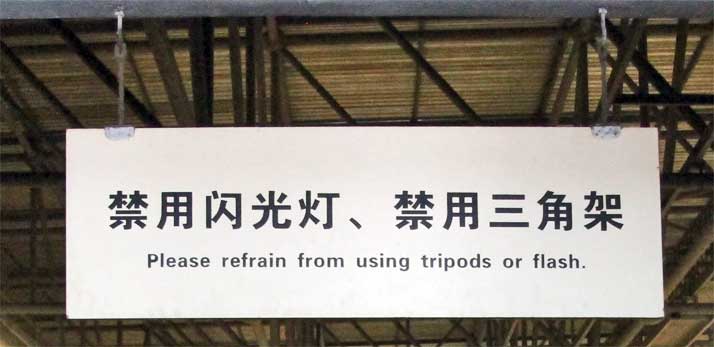 禁用闪光灯、禁用三角架
Please refrain from using tripods or flash.